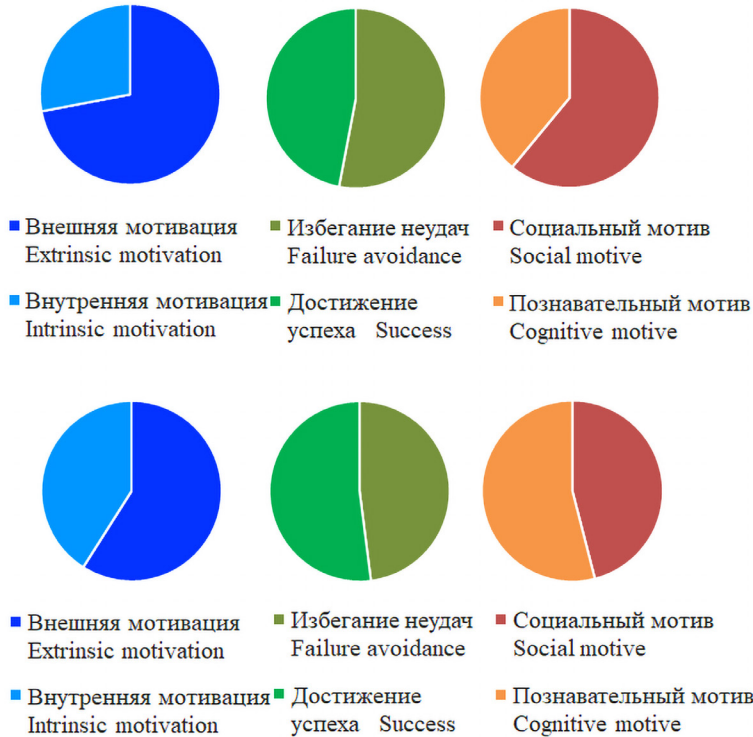 Внешняя мотивация
Extrinsic motivation
Избегание неудач
Failure avoidance
Социальный мотив
Social motive
Внутренняя мотивация
Intrinsic motivation
Достижение
успеха Success
Познавательный мотив
Cognitive motive
Внешняя мотивация
Extrinsic motivation
Избегание неудач
Failure avoidance
Социальный мотив
Social motive
Внутренняя мотивация
Intrinsic motivation
Достижение
успеха Success
Познавательный мотив
Cognitive motive